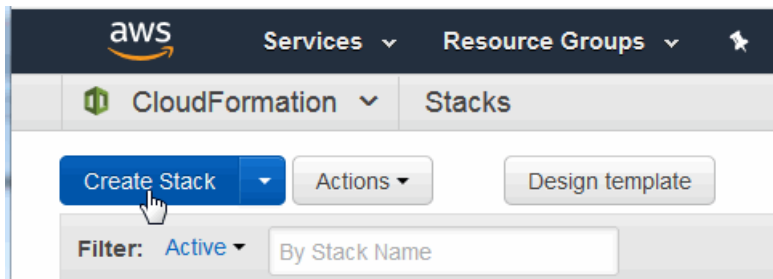 aws Services Resource Groups
CloudFormation Stacks
Create Stack Actions Design template
Filter: Active By Stack Name